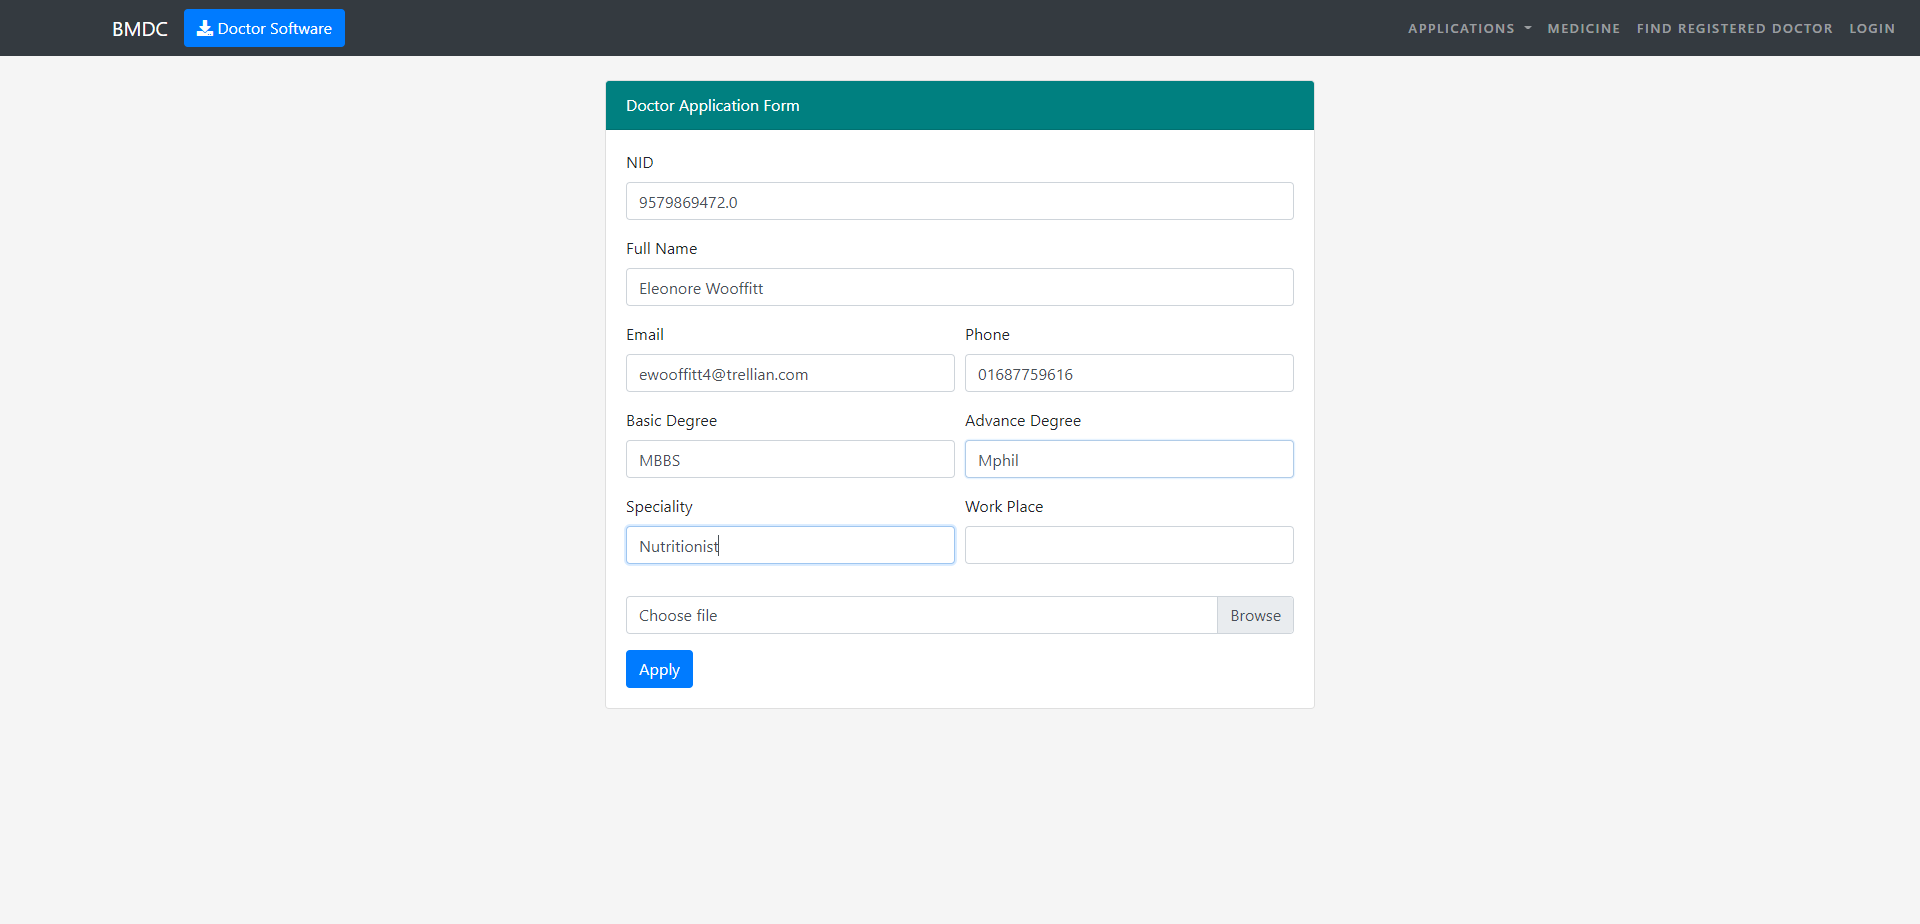 BMDC Doctor Software APPLICATIONS MEDICINE FIND REGISTERED DOCTOR LOGIN
Doctor Application Form
NID
9579869472.0
Full Name
Eleonore Wooffitt
Email Phone
ewooffitt4@trellian.com 01687759616
Basic Degree Advance Degree
MBBS Mphil
Speciality Work Place
Nutritionist
Choose file Browse
Apply